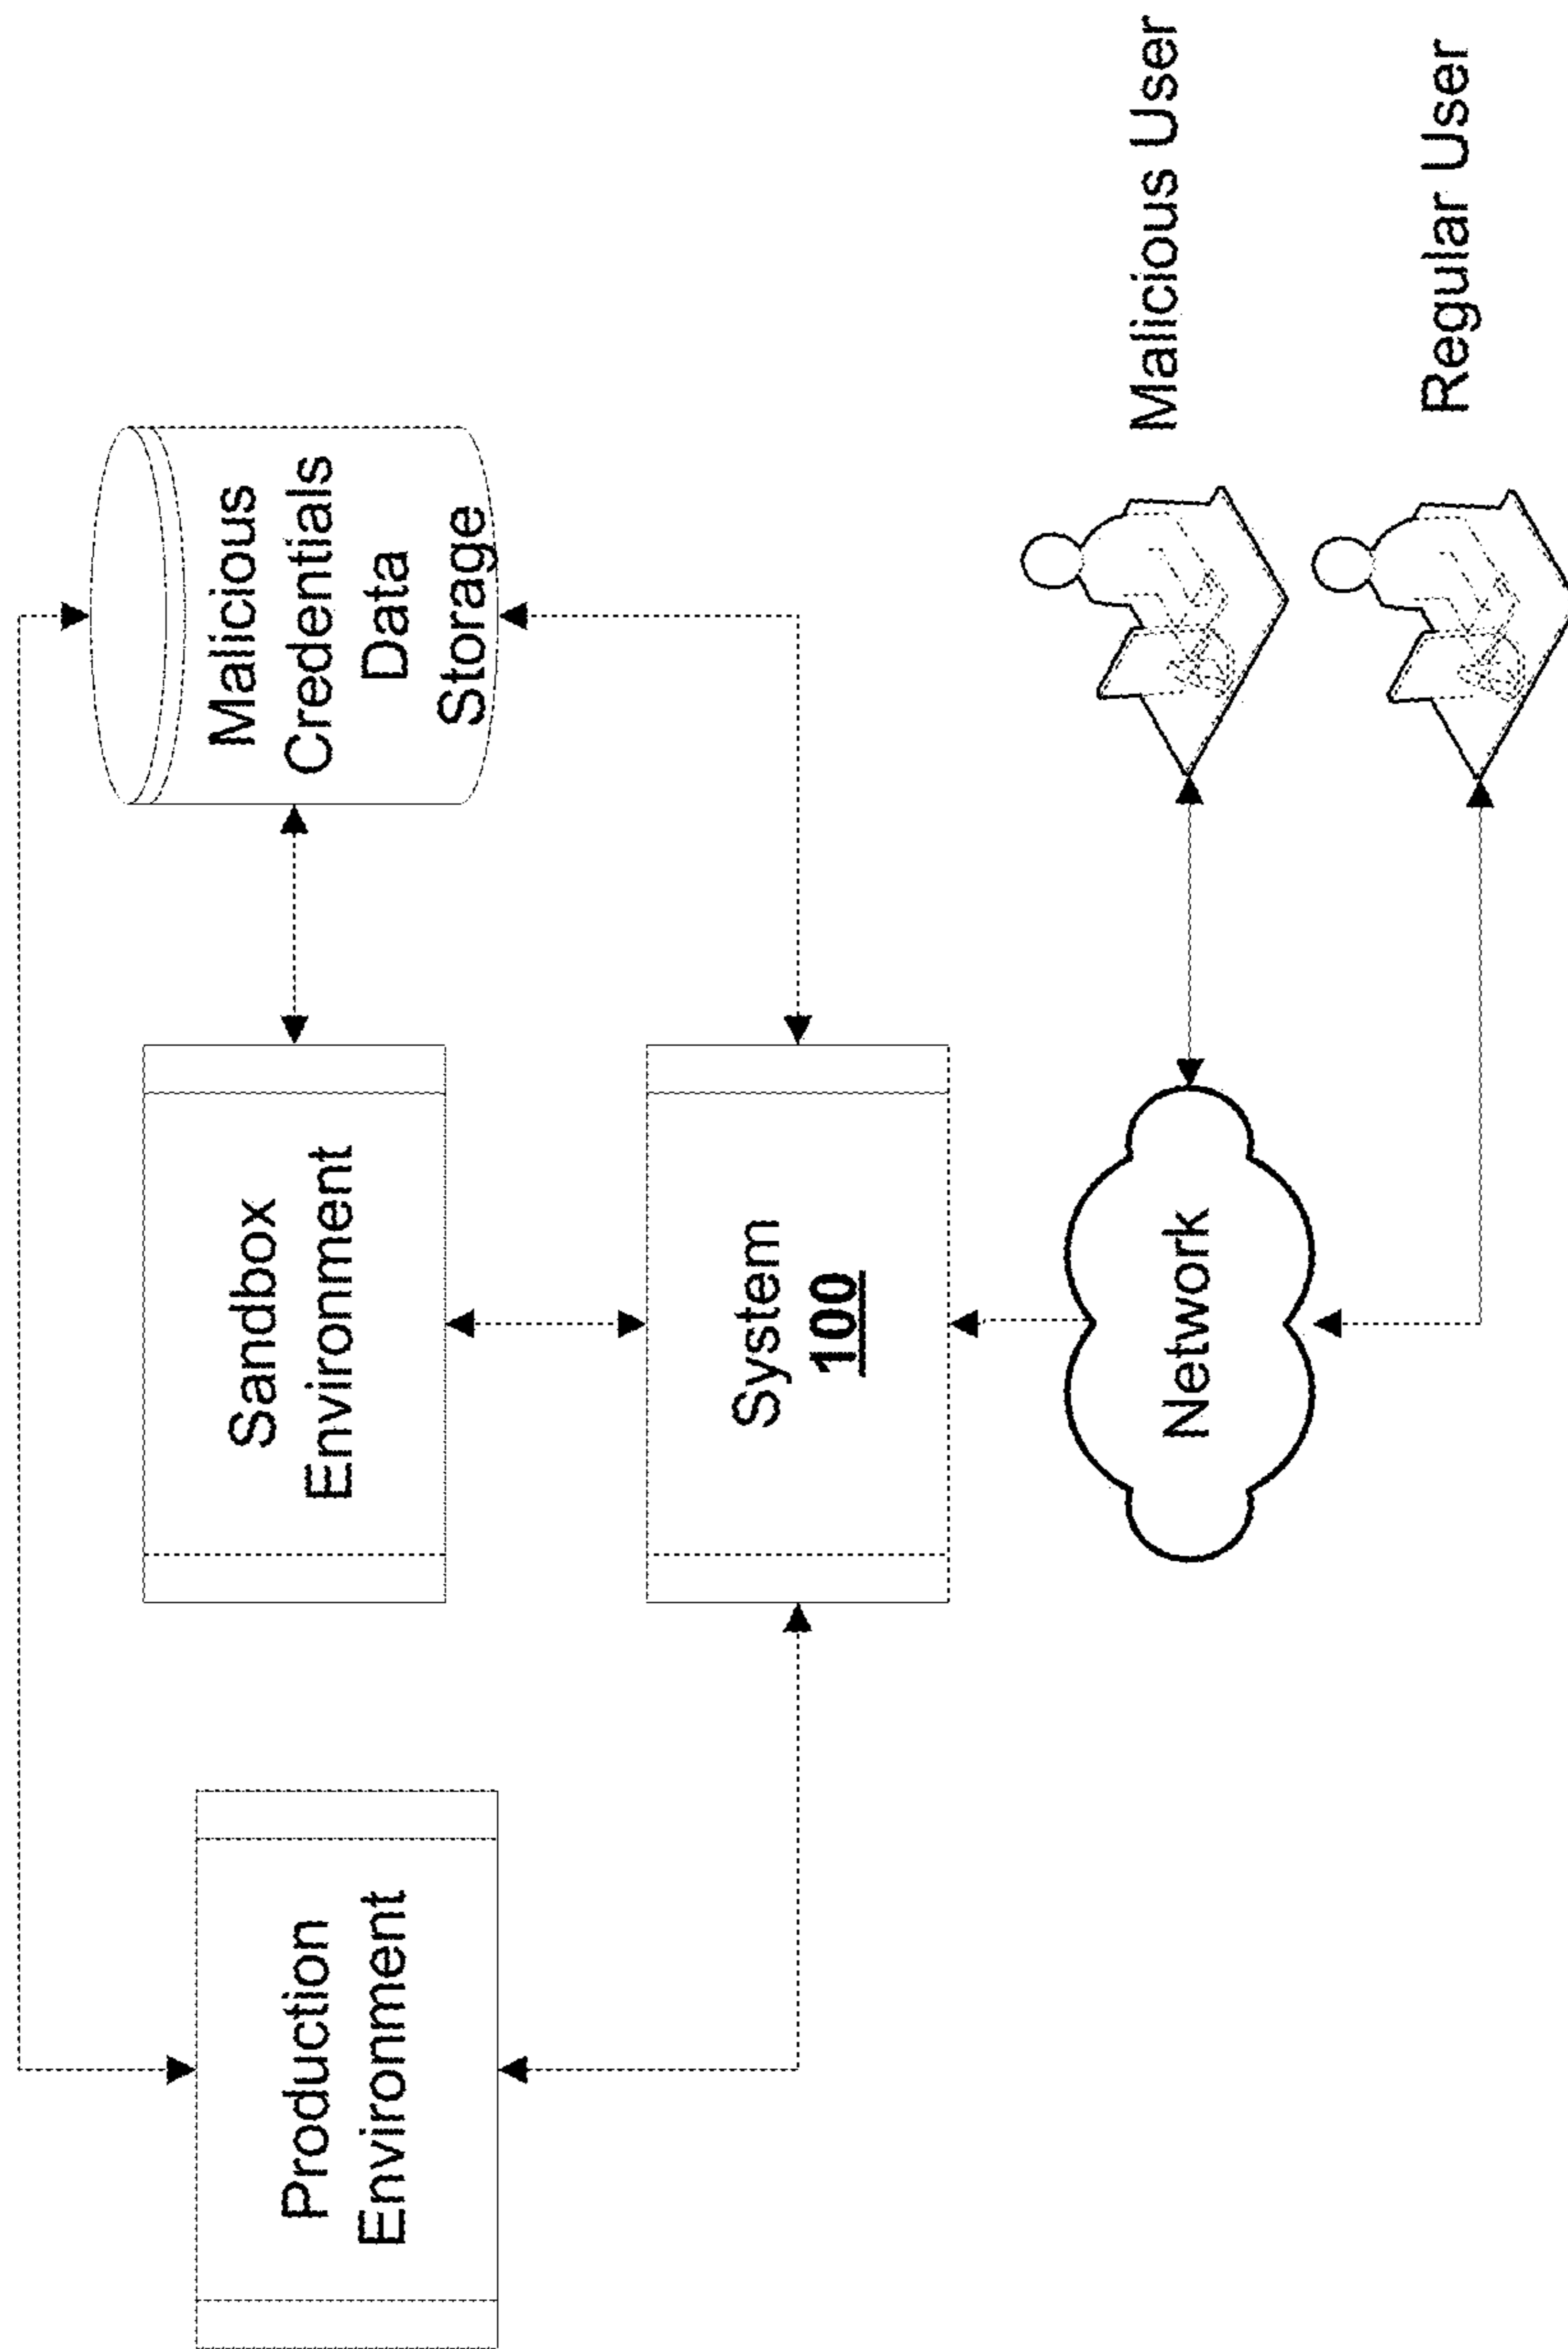 Production
Environment
Sandbox
Environment
Malicious
Credentials
Data
Storage
System
100
Network
Malicious User
Regular User